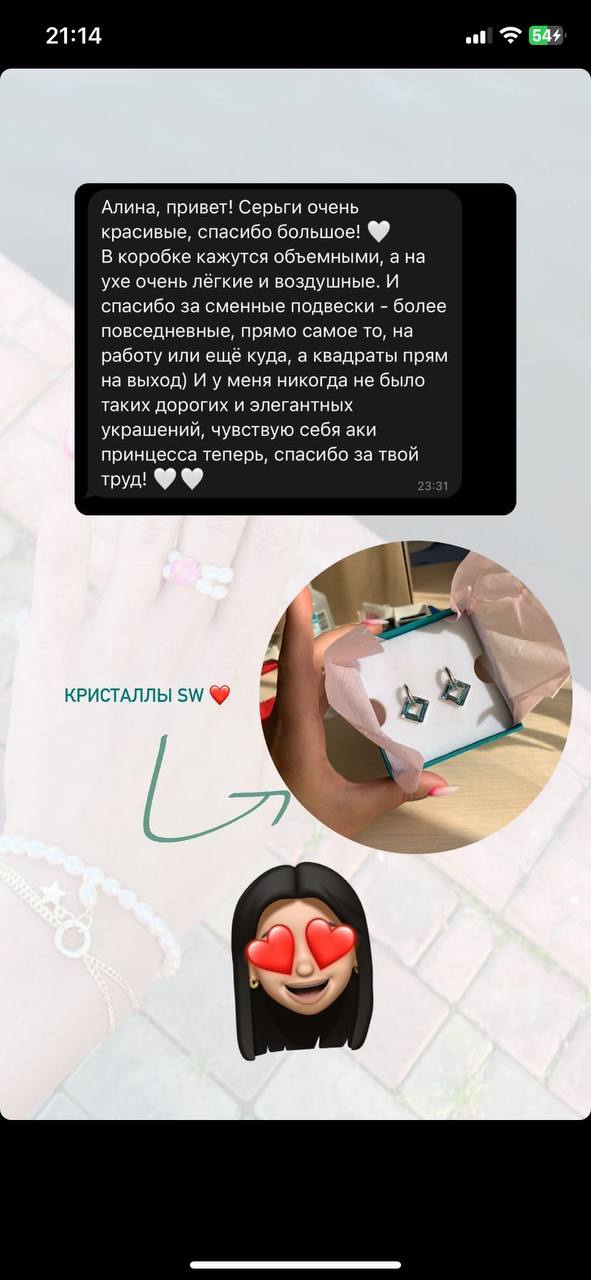 21:14
54
Алина, привет! Серьги очень
красивые, спасибо большое! 🤍
В коробке кажутся объемными, а на
ухе очень лёгкие и воздушные. И
спасибо за сменные подвески - более
повседневные, прямо самое то, на
работу или ещё куда, а квадраты прям
на выход) И у меня никогда не было
таких дорогих и элегантных
украшений, чувствую себя аки
принцесса теперь, спасибо за твой
труд! 🤍🤍
23:31
КРИСТАЛЛЫ SW ❤️